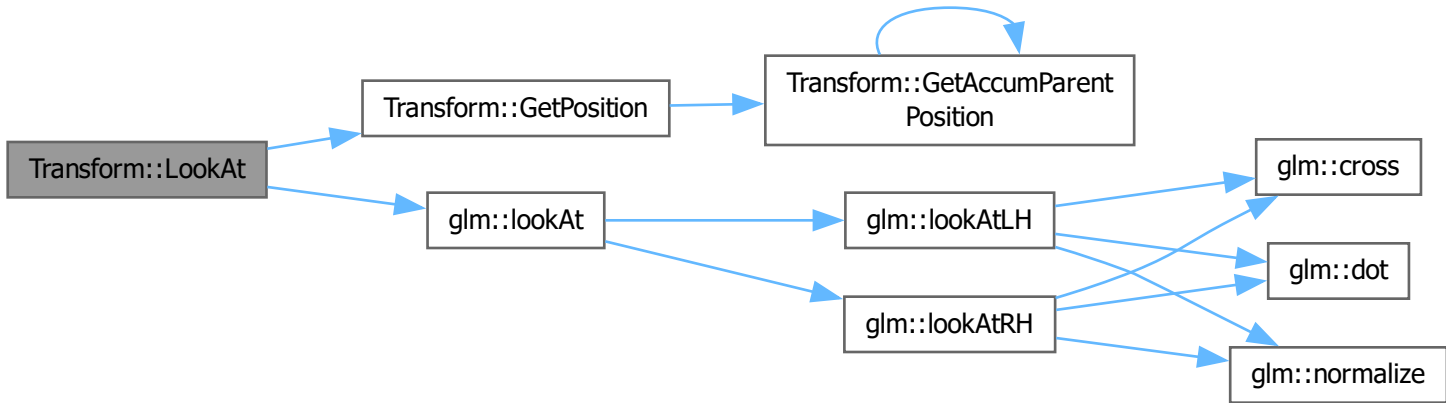 Transform::LookAt
Transform::GetPosition
Transform::GetAccumParent
Position
glm::lookAt
glm::lookAtLH
glm::lookAtRH
glm::cross
glm::dot
glm::normalize